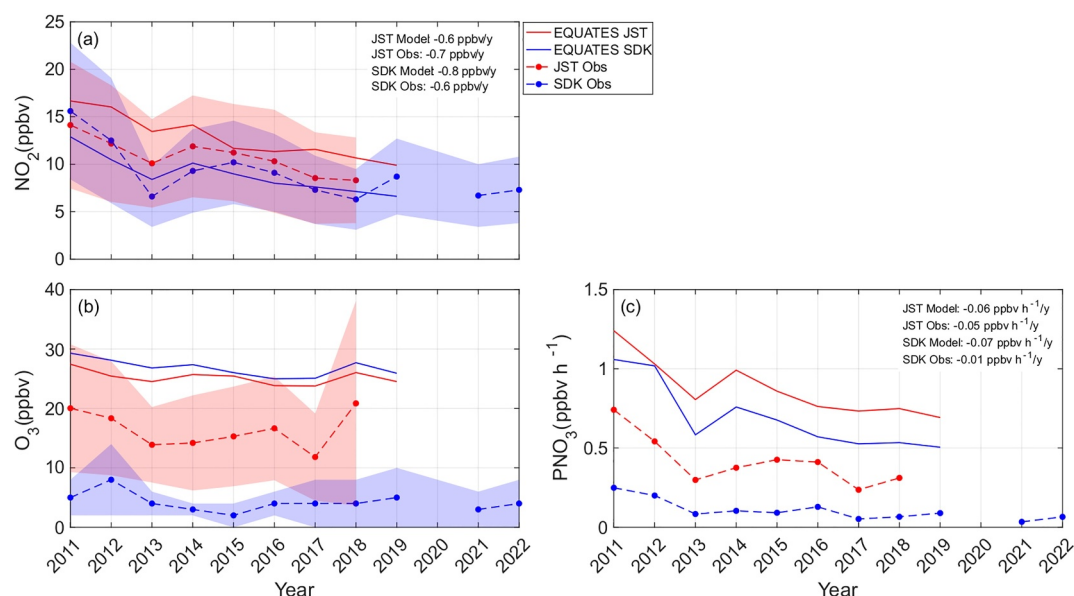 (a)
JST Model: -0.6 ppbv/y
JST Obs: -0.7 ppbv/y
SDK Model: -0.8 ppbv/y
SDK Obs: -0.6 ppbv/y
EQUATES JST
EQUATES SDK
JST Obs
SDK Obs
25
20
15
10
5
0
NO₂(ppbv)
(b)
40
30
20
10
0
O₃(ppbv)
2011 2012 2013 2014 2015 2016 2017 2018 2019 2020 2021 2022
Year
(c)
JST Model: -0.06 ppbv h⁻¹/y
JST Obs: -0.05 ppbv h⁻¹/y
SDK Model: -0.07 ppbv h⁻¹/y
SDK Obs: -0.01 ppbv h⁻¹/y
1.5
1
0.5
0
PNO₃(ppbv h⁻¹)
2011 2012 2013 2014 2015 2016 2017 2018 2019 2020 2021 2022
Year